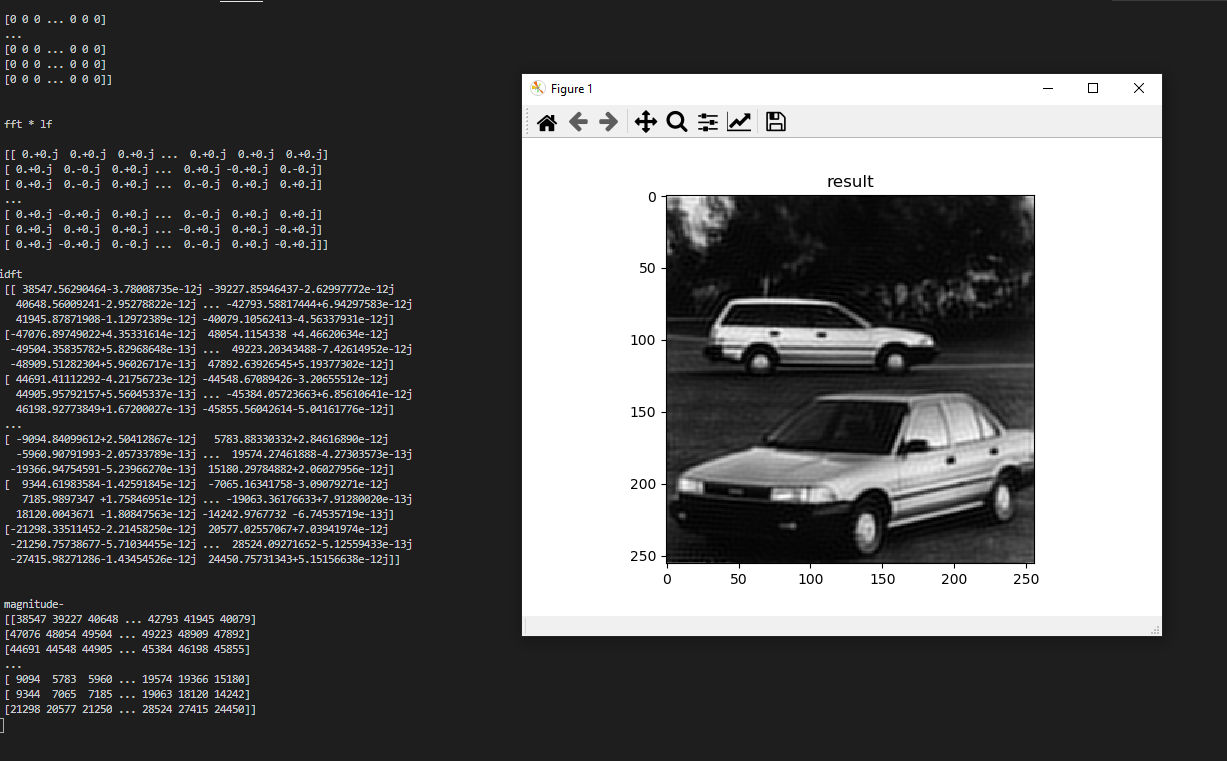 [0 0 0 ... 0 0 0]
...
[0 0 0 ... 0 0 0]
[0 0 0 ... 0 0 0]
[0 0 0 ... 0 0 0]]
fft * lf
[[ 0.+0.j  0.+0.j  0.+0.j ...  0.+0.j  0.+0.j  0.+0.j]
[ 0.+0.j  0.-0.j  0.+0.j ...  0.+0.j -0.+0.j  0.-0.j]
[ 0.+0.j  0.-0.j  0.+0.j ...  0.-0.j  0.+0.j  0.+0.j]
...
[ 0.+0.j -0.+0.j  0.+0.j ...  0.-0.j  0.+0.j  0.+0.j]
[ 0.+0.j  0.+0.j  0.+0.j ... -0.+0.j  0.+0.j -0.+0.j]
[ 0.+0.j -0.+0.j  0.-0.j ...  0.-0.j  0.+0.j -0.+0.j]]
idft
[[ 38547.56290464-3.78008735e-12j -39227.85946437-2.62997772e-12j
40648.56009241-2.95278822e-12j ... -42793.58817444+6.94297583e-12j
41945.87871908-1.12972389e-12j -40079.10562413-4.56337931e-12j]
[-47076.89749022+4.35331614e-12j  48054.1154338 +4.46620634e-12j
-49504.35835782+5.82968648e-13j ...  49223.20343488-7.42614952e-12j
-48909.51282304+5.96026717e-13j  47892.63926545+5.19377302e-12j]
[ 44691.41112292-4.21756723e-12j -44548.67089426-3.20655512e-12j
44905.95792157+5.56045337e-13j ... -45384.05723663+6.85610641e-12j
46198.92773849+1.67200027e-13j -45855.56042614-5.04161776e-12j]
...
[ -9094.84099612+2.50412867e-12j   5783.88330332+2.84616890e-12j
-5960.90791993-2.05733789e-13j ...  19574.27461888-4.27303573e-13j
-19366.94754591-5.23966270e-13j  15180.29784882+2.06027956e-12j]
[  9344.61983584-1.42591845e-12j  -7065.16341758-3.09079271e-12j
7185.9897347 +1.75846951e-12j ... -19063.36176633+7.91280020e-13j
18120.0043671 -1.80847563e-12j -14242.9767732 -6.74535719e-13j]
[-21298.33511452-2.21458250e-12j  20577.02557067+7.03941974e-12j
-21250.75738677-5.71034455e-12j ...  28524.09271652-5.12559433e-13j
-27415.98271286-1.43454526e-12j  24450.75731343+5.15156638e-12j]]
magnitude-
[[38547 39227 40648 ... 42793 41945 40079]
[47076 48054 49504 ... 49223 48909 47892]
[44691 44548 44905 ... 45384 46198 45855]
...
[ 9094  5783  5960 ... 19574 19366 15180]
[ 9344  7065  7185 ... 19063 18120 14242]
[21298 20577 21250 ... 28524 27415 24450]]
Figure 1
result
0
50
100
150
200
250
0 50 100 150 200 250